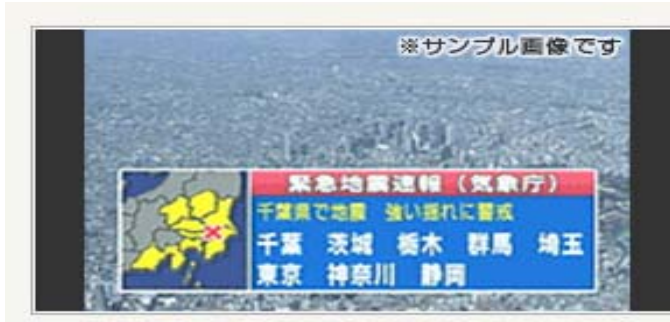 ※サンプル画像です
緊急地震速報（気象庁）
千葉県で地震 強い揺れに警戒
千葉 茨城 栃木 群馬 埼玉
東京 神奈川 静岡